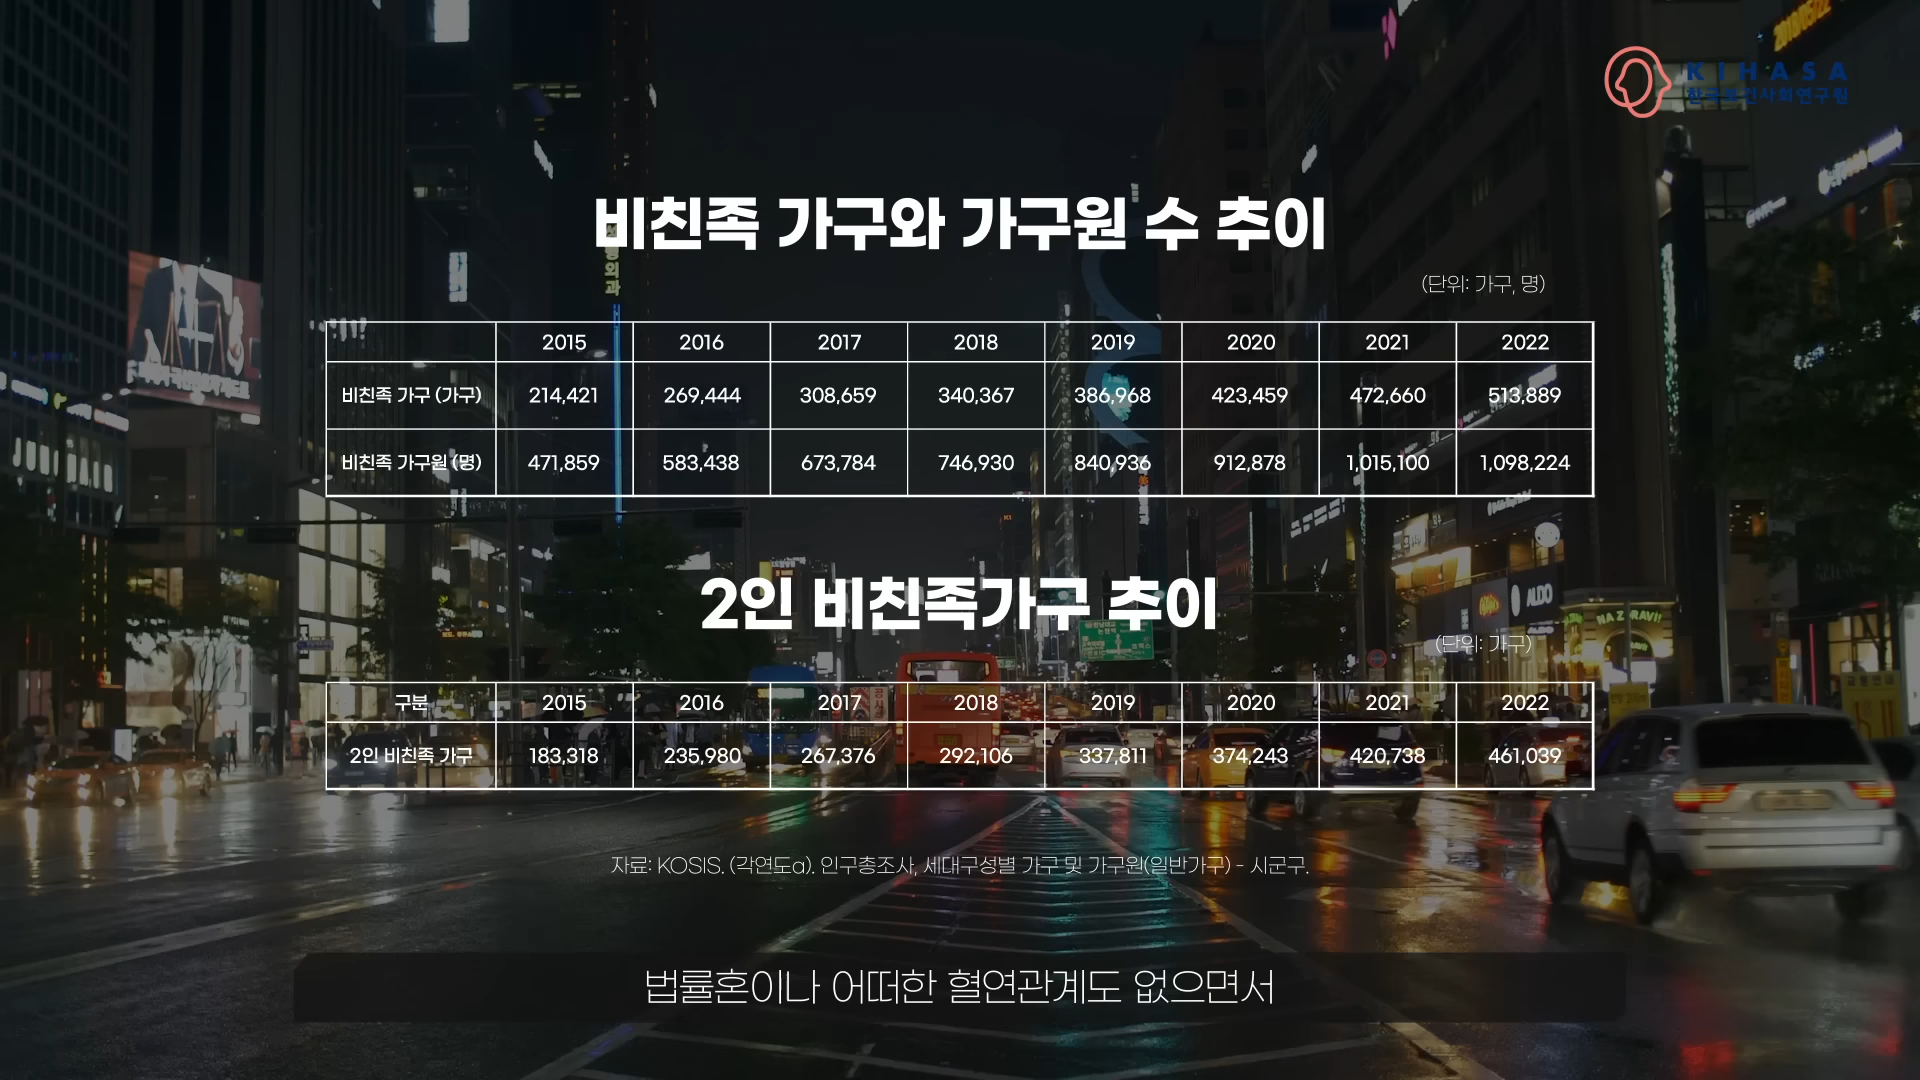 KIHASA
한국보건사회연구원
비친족 가구와 가구원 수 추이
(단위: 가구, 명)
2015 2016 2017 2018 2019 2020 2021 2022
비친족 가구 (가구) 214,421 269,444 308,659 340,367 386,968 423,459 472,660 513,889
비친족 가구원 (명) 471,859 583,438 673,784 746,930 840,936 912,878 1,015,100 1,098,224
2인 비친족가구 추이
(단위: 가구)
구분 2015 2016 2017 2018 2019 2020 2021 2022
2인 비친족 가구 183,318 235,980 267,376 292,106 337,811 374,243 420,738 461,039
ALDO
NA ZDRAVI!
자료: KOSIS. (각연도a). 인구총조사, 세대구성별 가구 및 가구원(일반가구) - 시군구.
법률혼이나 어떠한 혈연관계도 없으면서